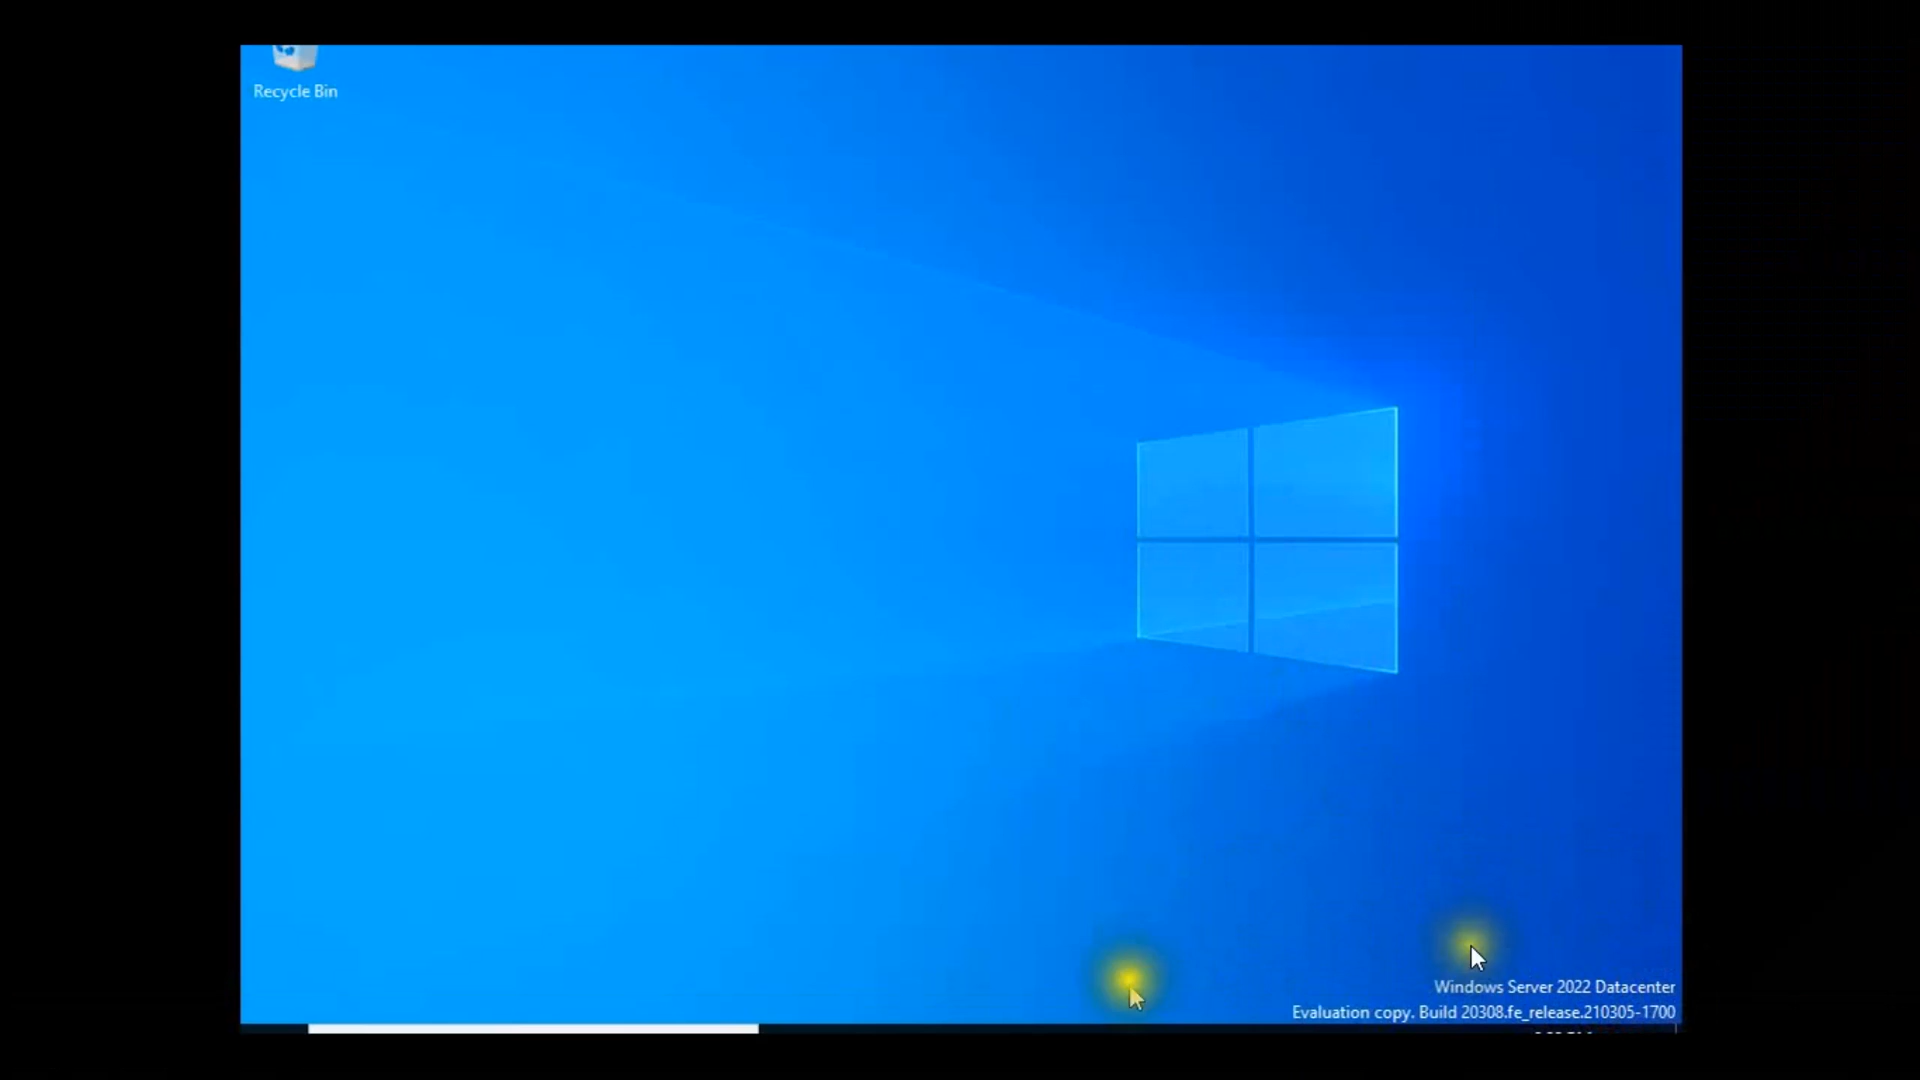 Recycle Bin
Windows Server 2022 Datacenter
Evaluation copy. Build 20308.fe_release.210305-1700